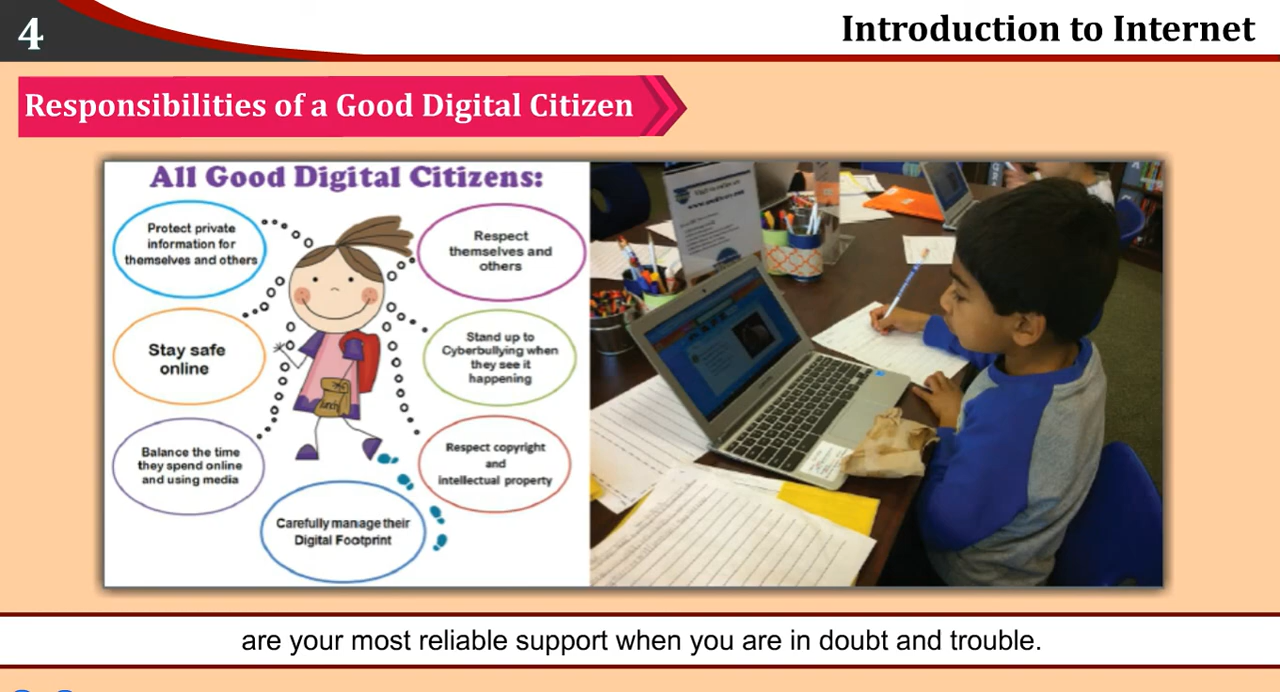 4
Introduction to Internet
Responsibilities of a Good Digital Citizen
All Good Digital Citizens:
Protect private
information for
themselves and others
Respect
themselves and
others
Stay safe
online
Stand up to
Cyberbullying when
they see it
happening
Balance the time
they spend online
and using media
Respect copyright
and
intellectual property
Carefully manage their
Digital Footprint
lunch
are your most reliable support when you are in doubt and trouble.